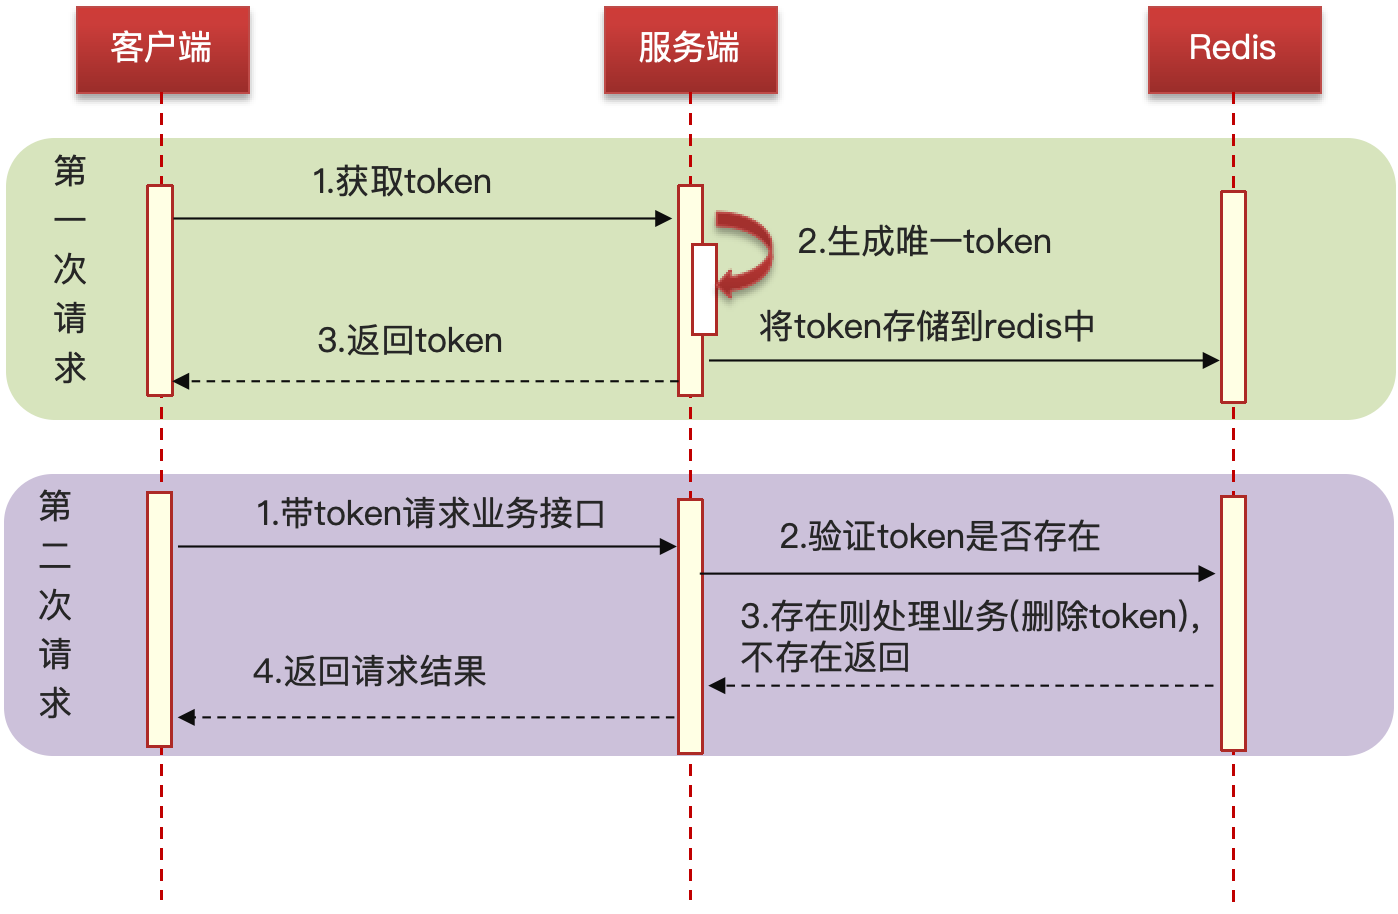 客户端
服务端
Redis
第一次请求
1.获取token
2.生成唯一token
将token存储到redis中
3.返回token
第二次请求
1.带token请求业务接口
2.验证token是否存在
3.存在则处理业务(删除token),
不存在返回
4.返回请求结果